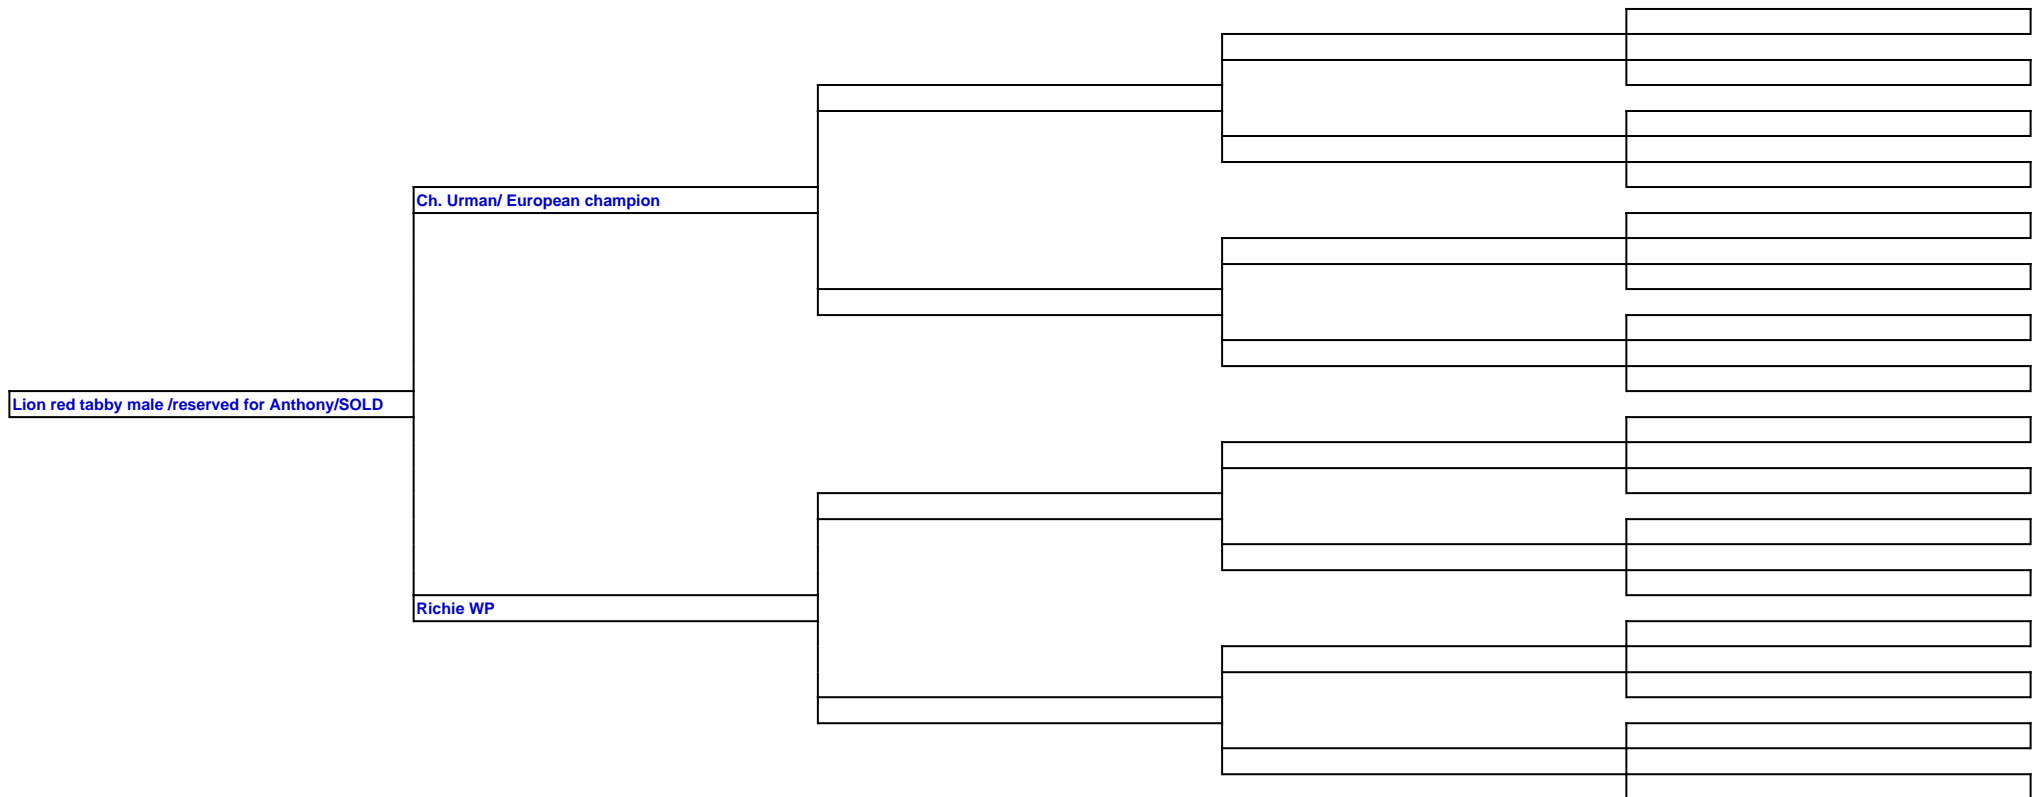 Ch. Urman/ European champion
Lion red tabby male /reserved for Anthony/SOLD
Richie WP